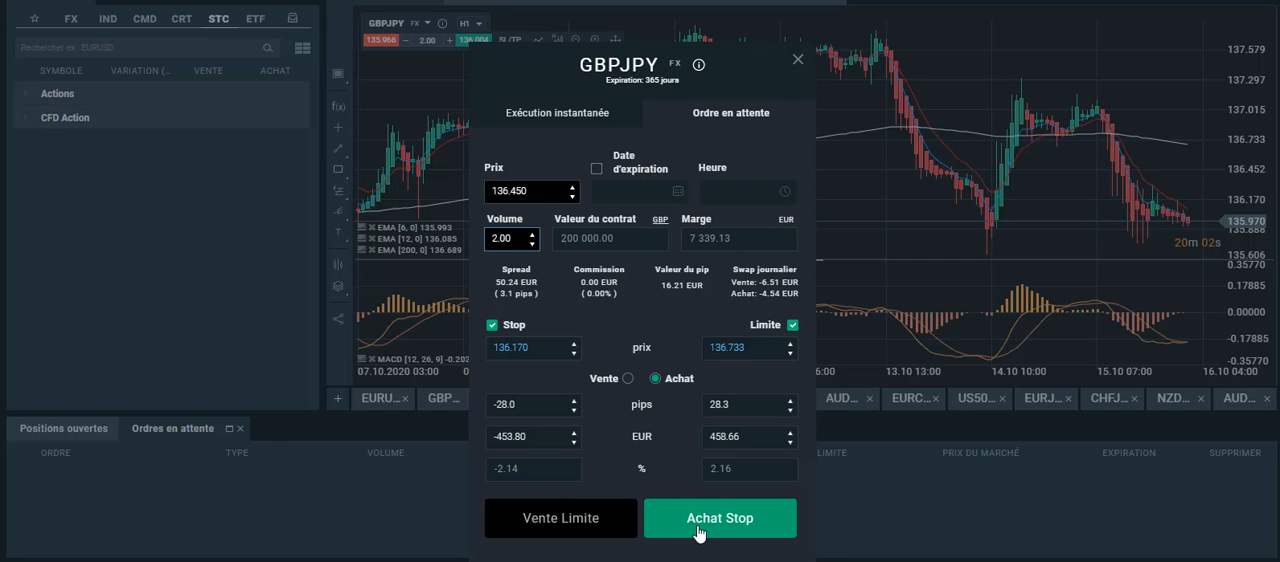 FX IND CMD CRT STC ETF
Rechercher ex: EURUSD
SYMBOLE VARIATION (... VENTE ACHAT
Actions
CFD Action
GBPJPY FX H1
135.966 − 2.00 + 136.004 SL/TP
f(x)
T
EMA [6, 0] 135.993
EMA [12, 0] 136.085
EMA [200, 0] 136.689
MACD [12, 26, 9] -0.202
07.10.2020 03:00
137.579
137.297
137.015
136.733
136.452
136.170
135.970
135.888
20m 02s
135.606
0.35770
0.17885
0.00000
-0.17885
-0.35770
13.10 13:00 14.10 10:00 15.10 07:00 16.10 04:00
+ EURU...× GBP... AUD...× EURC...× US50...× EURJ...× CHFJ...× NZD...× AUD...×
GBPJPY FX
Expiration: 365 jours
Exécution instantanée Ordre en attente
Prix Date d'expiration Heure
136.450
Volume Valeur du contrat GBP Marge EUR
2.00 200 000.00 7 339.13
Spread Commission Valeur du pip Swap journalier
50.24 EUR 0.00 EUR 16.21 EUR Vente: -6.51 EUR
( 3.1 pips ) ( 0.00% ) Achat: -4.54 EUR
Stop Limite
136.170 prix 136.733
Vente Achat
-28.0 pips 28.3
-453.80 EUR 458.66
-2.14 % 2.16
Vente Limite Achat Stop
Positions ouvertes Ordres en attente ×
ORDRE TYPE VOLUME LIMITE PRIX DU MARCHÉ EXPIRATION SUPPRIMER